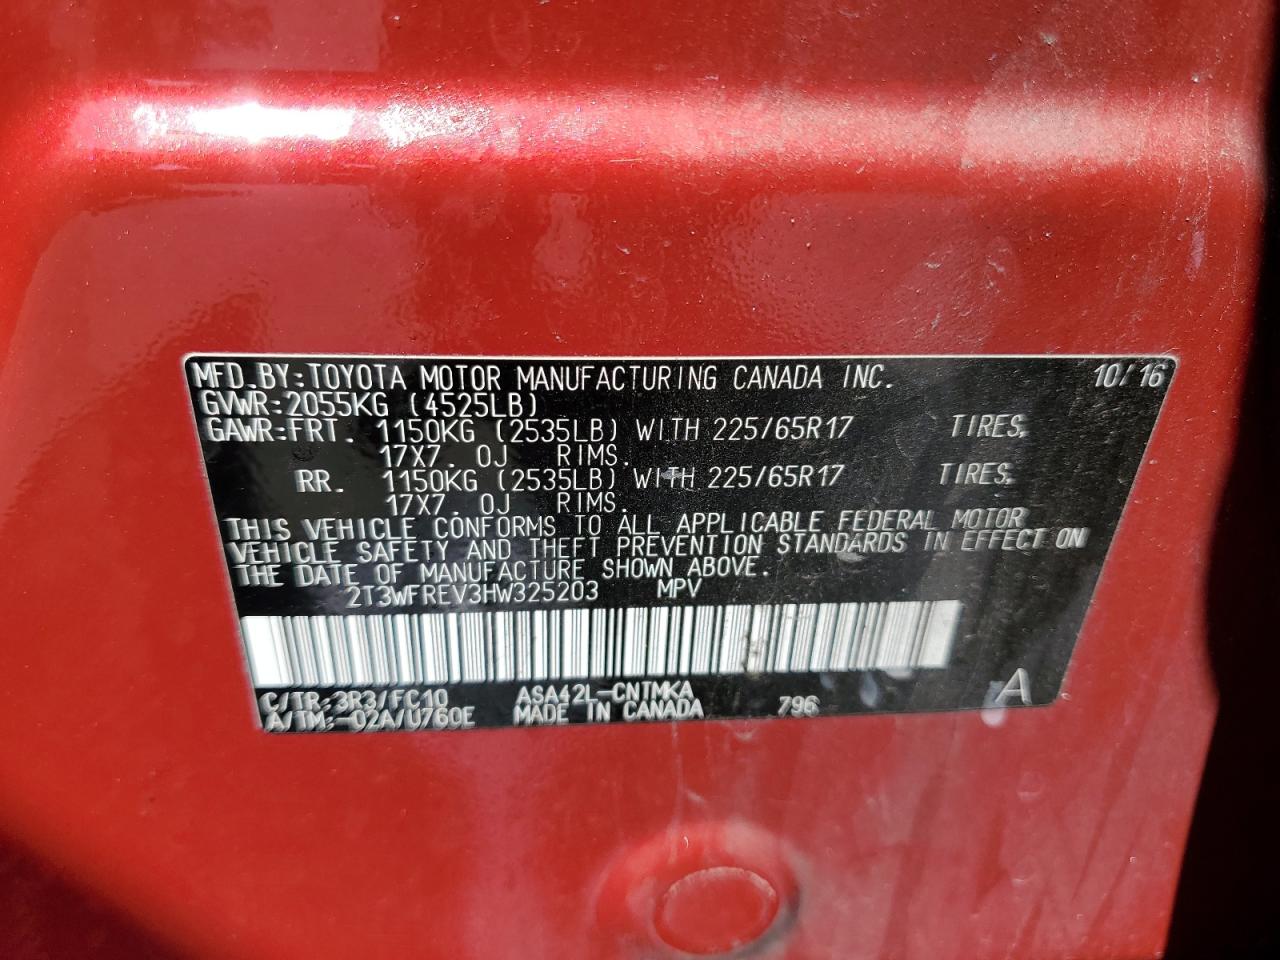 MFD.BY:TOYOTA MOTOR MANUFACTURING CANADA INC. 10/16
GVWR:2055KG (4525LB)
GAWR:FRT. 1150KG (2535LB) WITH 225/65R17 TIRES,
17X7.0J RIMS.
RR. 1150KG (2535LB) WITH 225/65R17 TIRES,
17X7.0J RIMS.
THIS VEHICLE CONFORMS TO ALL APPLICABLE FEDERAL MOTOR
VEHICLE SAFETY AND THEFT PREVENTION STANDARDS IN EFFECT ON
THE DATE OF MANUFACTURE SHOWN ABOVE.
2T3WFREV3HW325203 MPV
C/TR:3R3/FC10 ASA42L-CNTMKA 796 A
A/TM:-02A/U760E MADE IN CANADA